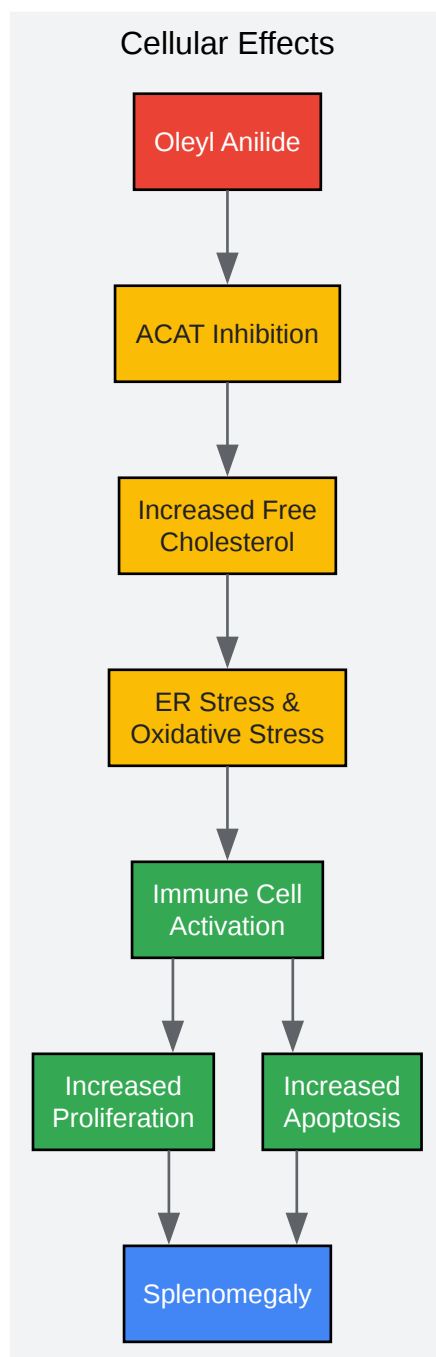 Cellular Effects
Oleyl Anilide
ACAT Inhibition
Increased Free
Cholesterol
ER Stress &
Oxidative Stress
Immune Cell
Activation
Increased
Proliferation
Increased
Apoptosis
Splenomegaly